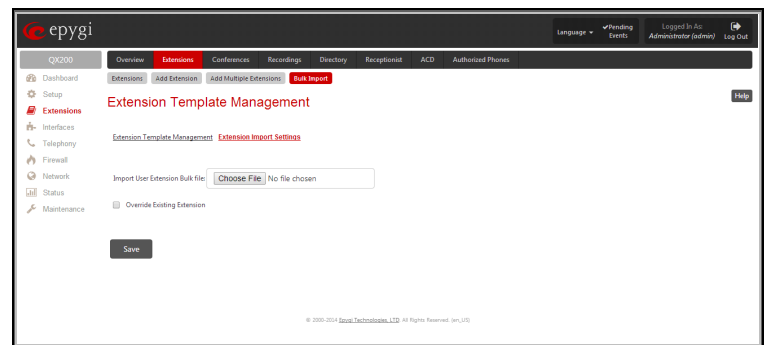 epygi
Language
Pending Events
Logged In As:
Administrator (admin)
Log Out
QX200
Overview Extensions Conferences Recordings Directory Receptionist ACD Authorized Phones
Dashboard
Setup
Extensions
Interfaces
Telephony
Firewall
Network
Status
Maintenance
Extensions Add Extension Add Multiple Extensions Bulk Import
Extension Template Management
Help
Extension Template Management Extension Import Settings
Import User Extension Bulk file: Choose File No file chosen
Override Existing Extension
Save
© 2000-2014 Epygi Technologies, LTD. All Rights Reserved. (en_US)